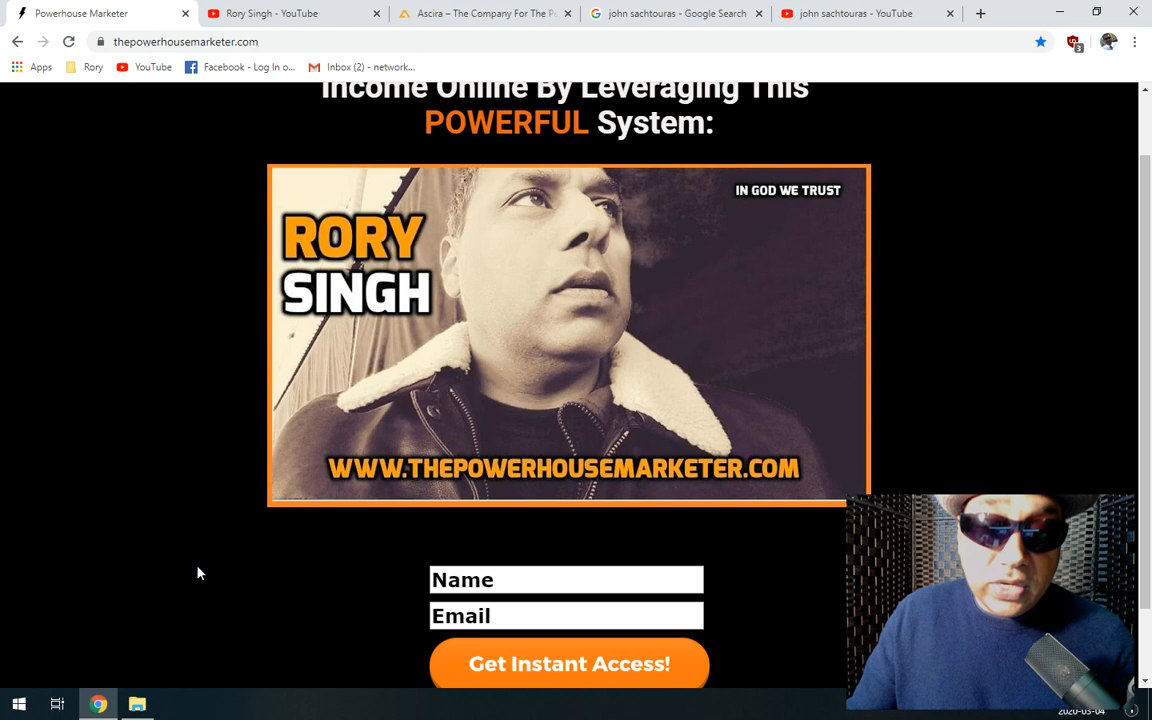 Powerhouse Marketer
Rory Singh - YouTube
Ascira – The Company For The Pe
john sachtouras - Google Search
john sachtouras - YouTube
thepowerhousemarketer.com
3
Apps
Rory
YouTube
Facebook - Log In o...
Inbox (2) - network...
Income Online By Leveraging This
POWERFUL System:
IN GOD WE TRUST
RORY
SINGH
WWW.THEPOWERHOUSEMARKETER.COM
Name
Email
Get Instant Access!
2020-03-04